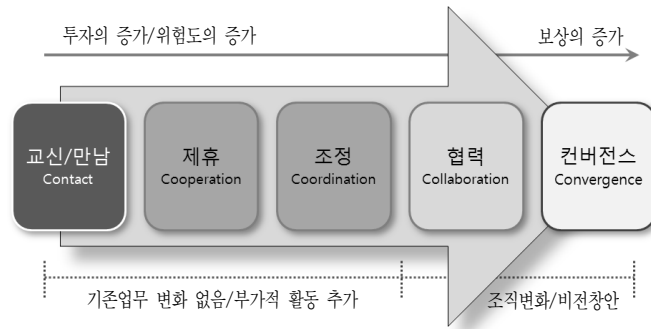 투자의 증가/위험도의 증가
보상의 증가
교신/만남
Contact
제휴
Cooperation
조정
Coordination
협력
Collaboration
컨버전스
Convergence
기존업무 변화 없음/부가적 활동 추가
조직변화/비전창안